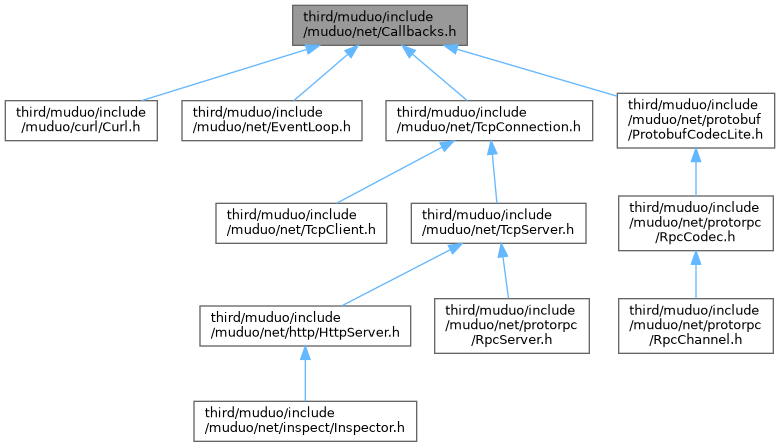 third/muduo/include
/muduo/net/Callbacks.h
third/muduo/include
/muduo/curl/Curl.h
third/muduo/include
/muduo/net/EventLoop.h
third/muduo/include
/muduo/net/TcpConnection.h
third/muduo/include
/muduo/net/protobuf
/ProtobufCodecLite.h
third/muduo/include
/muduo/net/TcpClient.h
third/muduo/include
/muduo/net/TcpServer.h
third/muduo/include
/muduo/net/protorpc
/RpcCodec.h
third/muduo/include
/muduo/net/http/HttpServer.h
third/muduo/include
/muduo/net/protorpc
/RpcServer.h
third/muduo/include
/muduo/net/protorpc
/RpcChannel.h
third/muduo/include
/muduo/net/inspect/Inspector.h